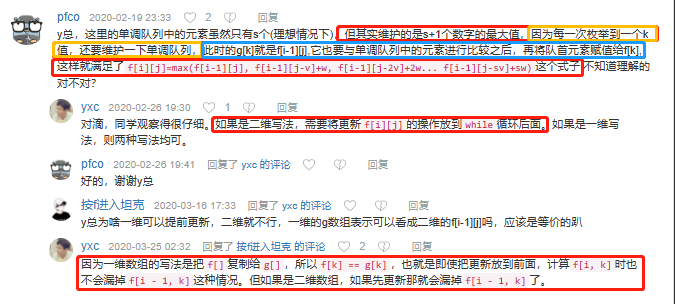 pfco 2020-02-19 23:33 2 回复
y总，这里的单调队列中的元素虽然只有s个(理想情况下)，但其实维护的是s+1个数字的最大值，因为每一次枚举到一个k
值，还要维护一下单调队列，此时的g[k]就是f[i-1][j],它也要与单调队列中的元素进行比较之后，再将队首元素赋值给f[k],
这样就满足了 f[i][j]=max(f[i-1][j], f[i-1][j-v]+w, f[i-1][j-2v]+2w... f[i-1][j-sv]+sw) 这个式子 不知道理解的
对不对?
yxc 2020-02-26 19:30 1 回复
对滴，同学观察得很仔细。如果是二维写法，需要将更新 f[i][j] 的操作放到 while 循环后面。如果是一维写
法，则两种写法均可。
pfco 2020-02-26 19:41 回复了 yxc 的评论 回复
好的，谢谢y总
按f进入坦克 2020-03-16 17:33 回复了 yxc 的评论 回复
y总为啥一维可以提前更新，二维就不行，一维的g数组表示可以看成二维的f[i-1][j]吗，应该是等价的趴
yxc 2020-03-25 02:32 回复了 按f进入坦克 的评论 2 回复
因为一维数组的写法是把 f[] 复制给 g[] ，所以 f[k] == g[k] ，也就是即使把更新放到前面，计算 f[i, k] 时也
不会漏掉 f[i - 1, k] 这种情况。但如果是二维数组，如果先更新那就会漏掉 f[i - 1, k] 了。